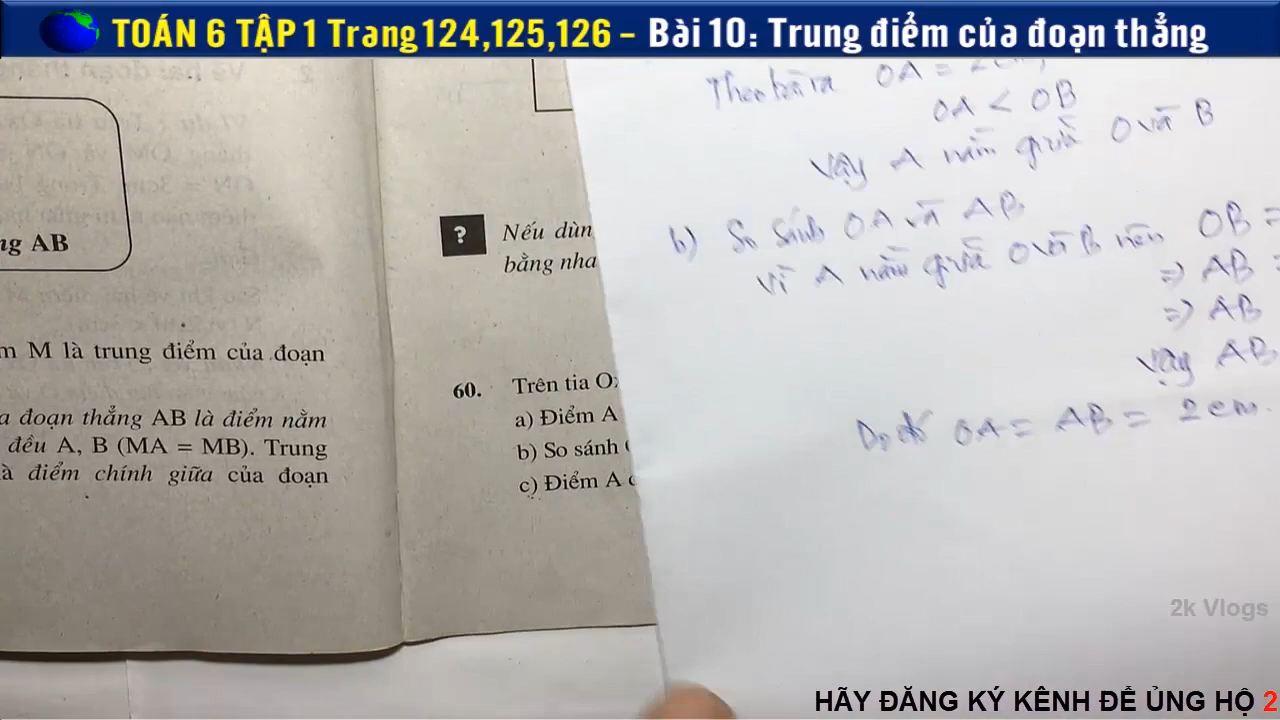 TOÁN 6 TẬP 1 Trang 124,125,126 - Bài 10: Trung điểm của đoạn thẳng
ng AB
m M là trung điểm của đoạn
a đoạn thẳng AB là điểm nằm
đều A, B (MA = MB). Trung
à điểm chính giữa của đoạn
? Nếu dùn
bằng nha
60. Trên tia O
a) Điểm A
b) So sánh
c) Điểm A
Theo bài ra OA = 2cm,
OA < OB
Vậy A nằm giữa O và B
b) So sánh OA và AB
Vì A nằm giữa O và B nên OB =
=> AB =
=> AB
Vậy AB
Do đó OA = AB = 2cm.
2k Vlogs
HÃY ĐĂNG KÝ KÊNH ĐỂ ỦNG HỘ 2